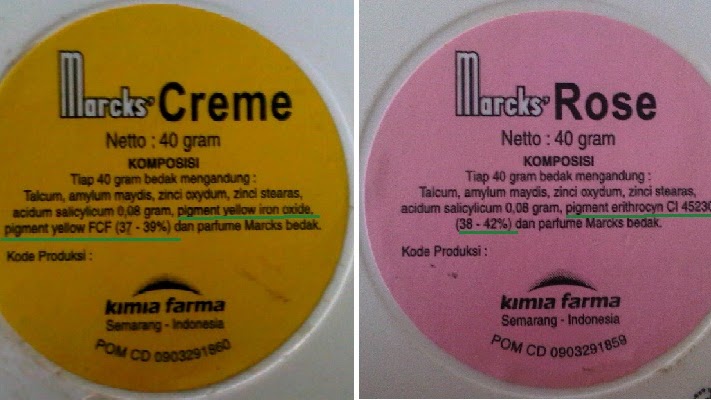 Marcks' Creme
Netto : 40 gram
KOMPOSISI
Tiap 40 gram bedak mengandung :
Talcum, amylum maydis, zinci oxydum, zinci stearas,
acidum salicylicum 0,08 gram, pigment yellow iron oxide,
pigment yellow FCF (37 - 39%) dan parfume Marcks bedak.
Kode Produksi :
kimia farma
Semarang - Indonesia
POM CD 0903291860
Marcks' Rose
Netto : 40 gram
KOMPOSISI
Tiap 40 gram bedak mengandung :
Talcum, amylum maydis, zinci oxydum, zinci stearas,
acidum salicylicum 0,08 gram, pigment erithrocyn CI 45230
(38 - 42%) dan parfume Marcks bedak.
Kode Produksi :
kimia farma
Semarang - Indonesia
POM CD 0903291859